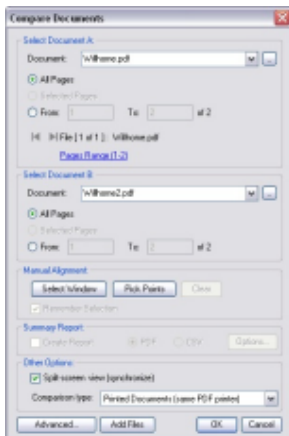 Compare Documents
Select Document A:
Document: Willhome.pdf ...
All Pages
Selected Pages
From: 1 To: 2 of 2
File [ 1 of 1 ]: Willhome.pdf
Pages Range (1-2)
Select Document B:
Document: Willhome2.pdf ...
All Pages
Selected Pages
From: 1 To: 2 of 2
Manual Alignment:
Select Window Pick Points Clear
Remember Selection
Summary Report:
Create Report PDF CSV Options...
Other Options:
Split-screen view (synchronize)
Comparison type: Printed Documents (same PDF printer)
Advanced... Add Files OK Cancel